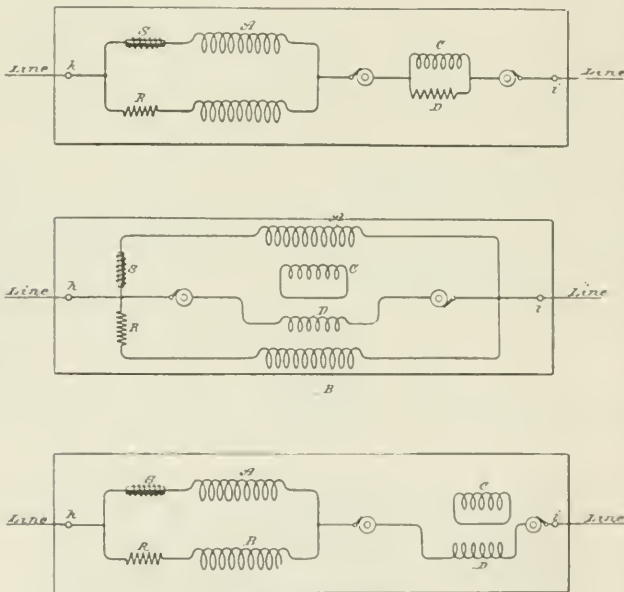 S A
Line h C Line
R D i
A
S C
Line h Line
R D i
B
S A C
Line h i Line
R B D